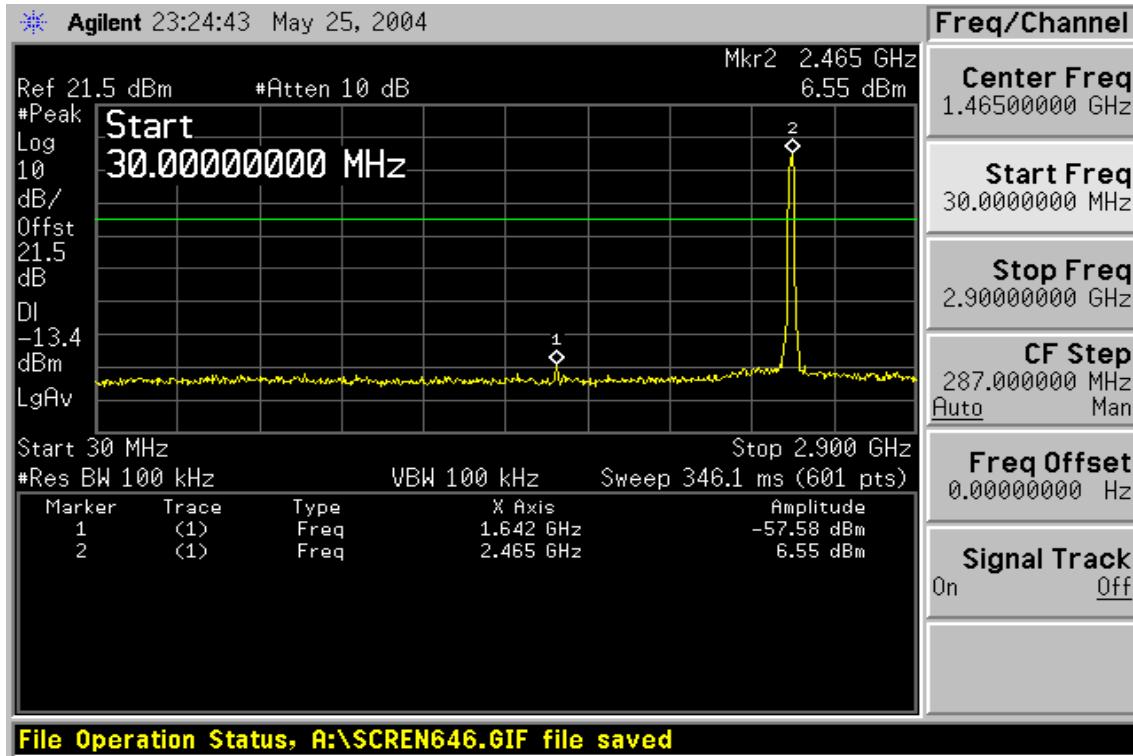 Agilent 23:24:43 May 25, 2004
Freq/Channel
Mkr2 2.465 GHz
Ref 21.5 dBm #Atten 10 dB 6.55 dBm
#Peak
Log
10
dB/
Offst
21.5
dB
DI
-13.4
dBm
LgAv
Start
30.00000000 MHz
1
2
Start 30 MHz Stop 2.900 GHz
#Res BW 100 kHz VBW 100 kHz Sweep 346.1 ms (601 pts)
Marker Trace Type X Axis Amplitude
1 (1) Freq 1.642 GHz -57.58 dBm
2 (1) Freq 2.465 GHz 6.55 dBm
Center Freq
1.46500000 GHz
Start Freq
30.0000000 MHz
Stop Freq
2.90000000 GHz
CF Step
287.000000 MHz
Auto Man
Freq Offset
0.00000000 Hz
Signal Track
On Off
File Operation Status, A:\SCREN646.GIF file saved